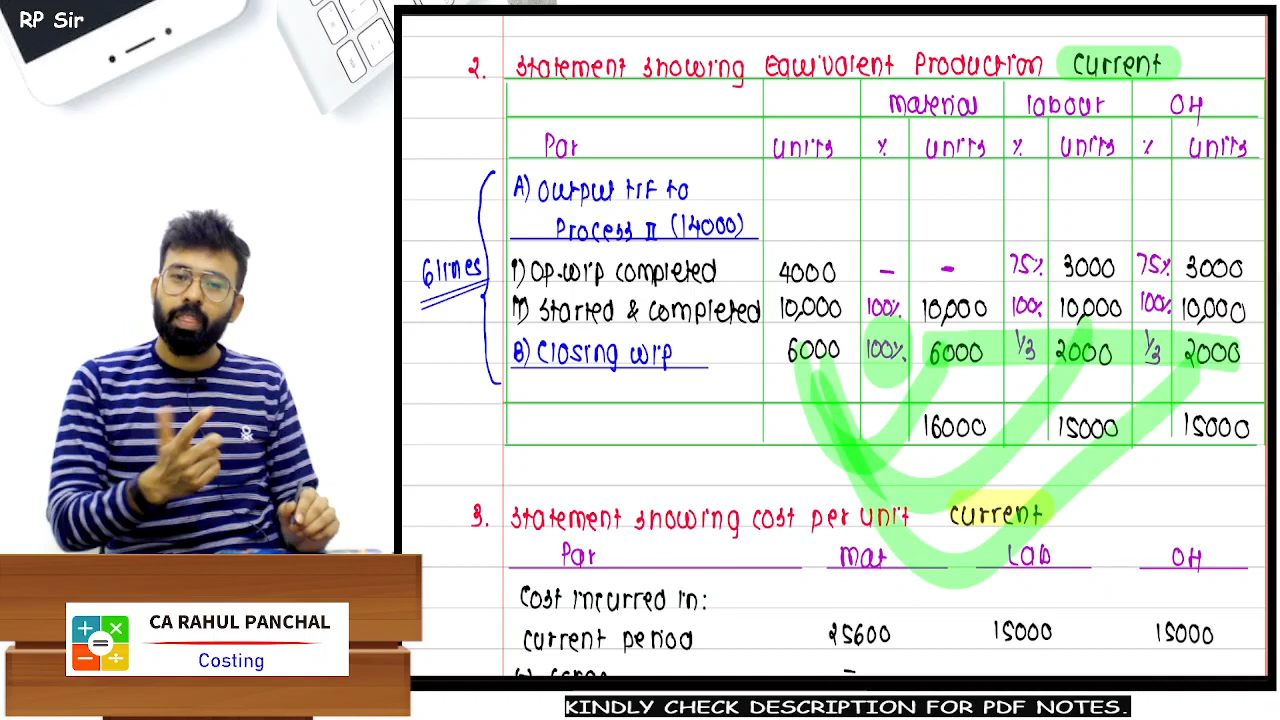 RP Sir
2. Statement showing Equivalent Production Current
Material Labour OH
Par Units % Units % Units % Units
A) Output T/F to
Process II (14000)
6 lines
i) Op-WIP completed 4000 - - 75% 3000 75% 3000
ii) Started & completed 10,000 100% 10,000 100% 10,000 100% 10,000
B) Closing WIP 6000 100% 6000 1/3 2000 1/3 2000
16000 15000 15000
3. Statement showing cost per unit current
Par Mat Lab OH
Cost incurred in:
current period 25600 15000 15000
CA RAHUL PANCHAL
Costing
KINDLY CHECK DESCRIPTION FOR PDF NOTES.